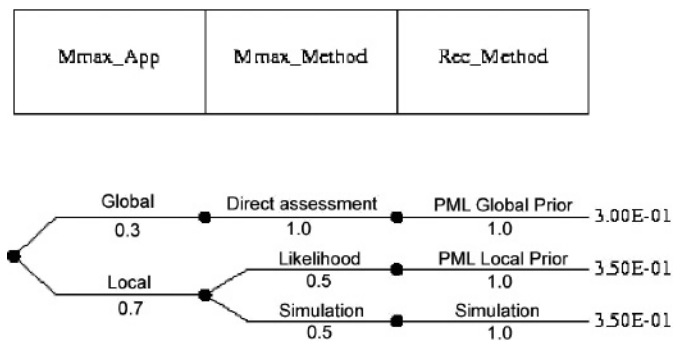 Mmax_App Mmax_Method Rec_Method
Global Direct assessment PML Global Prior 3.00E-01
0.3 1.0 1.0
Likelihood PML Local Prior 3.50E-01
Local 0.5 1.0
0.7 Simulation Simulation 3.50E-01
0.5 1.0